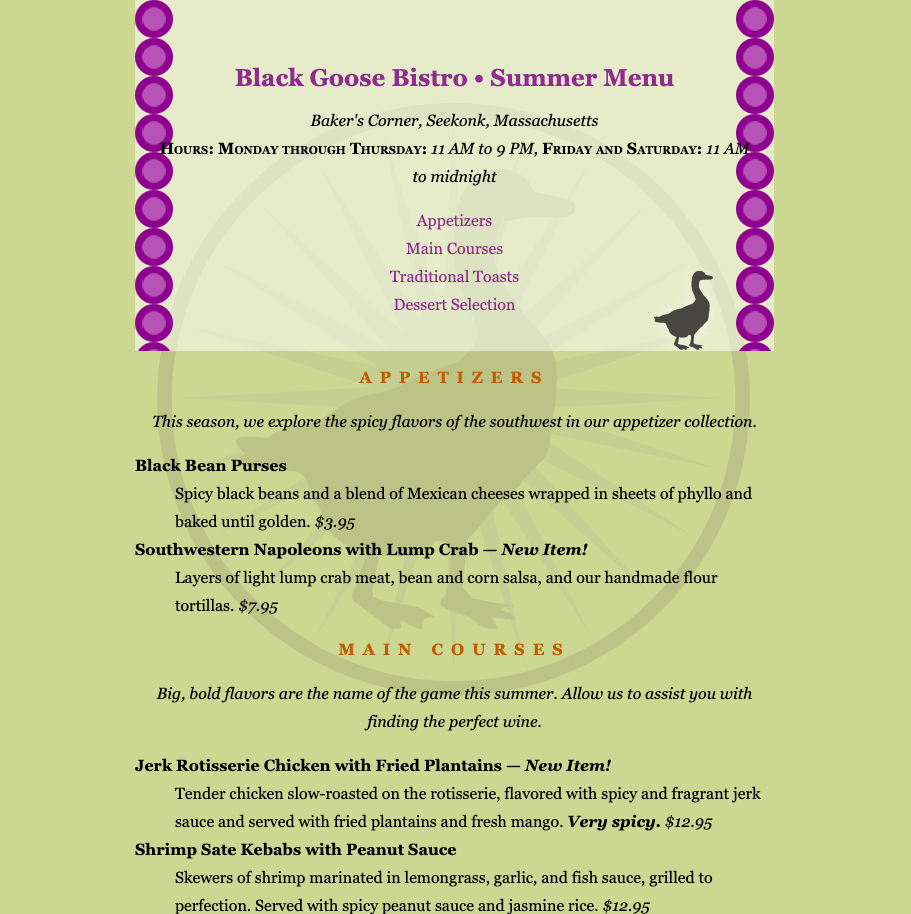 Black Goose Bistro • Summer Menu
Baker's Corner, Seekonk, Massachusetts
Hours: Monday through Thursday: 11 AM to 9 PM, Friday and Saturday: 11 AM
to midnight
Appetizers
Main Courses
Traditional Toasts
Dessert Selection
APPETIZERS
This season, we explore the spicy flavors of the southwest in our appetizer collection.
Black Bean Purses
Spicy black beans and a blend of Mexican cheeses wrapped in sheets of phyllo and
baked until golden. $3.95
Southwestern Napoleons with Lump Crab — New Item!
Layers of light lump crab meat, bean and corn salsa, and our handmade flour
tortillas. $7.95
MAIN COURSES
Big, bold flavors are the name of the game this summer. Allow us to assist you with
finding the perfect wine.
Jerk Rotisserie Chicken with Fried Plantains — New Item!
Tender chicken slow-roasted on the rotisserie, flavored with spicy and fragrant jerk
sauce and served with fried plantains and fresh mango. Very spicy. $12.95
Shrimp Sate Kebabs with Peanut Sauce
Skewers of shrimp marinated in lemongrass, garlic, and fish sauce, grilled to
perfection. Served with spicy peanut sauce and jasmine rice. $12.95